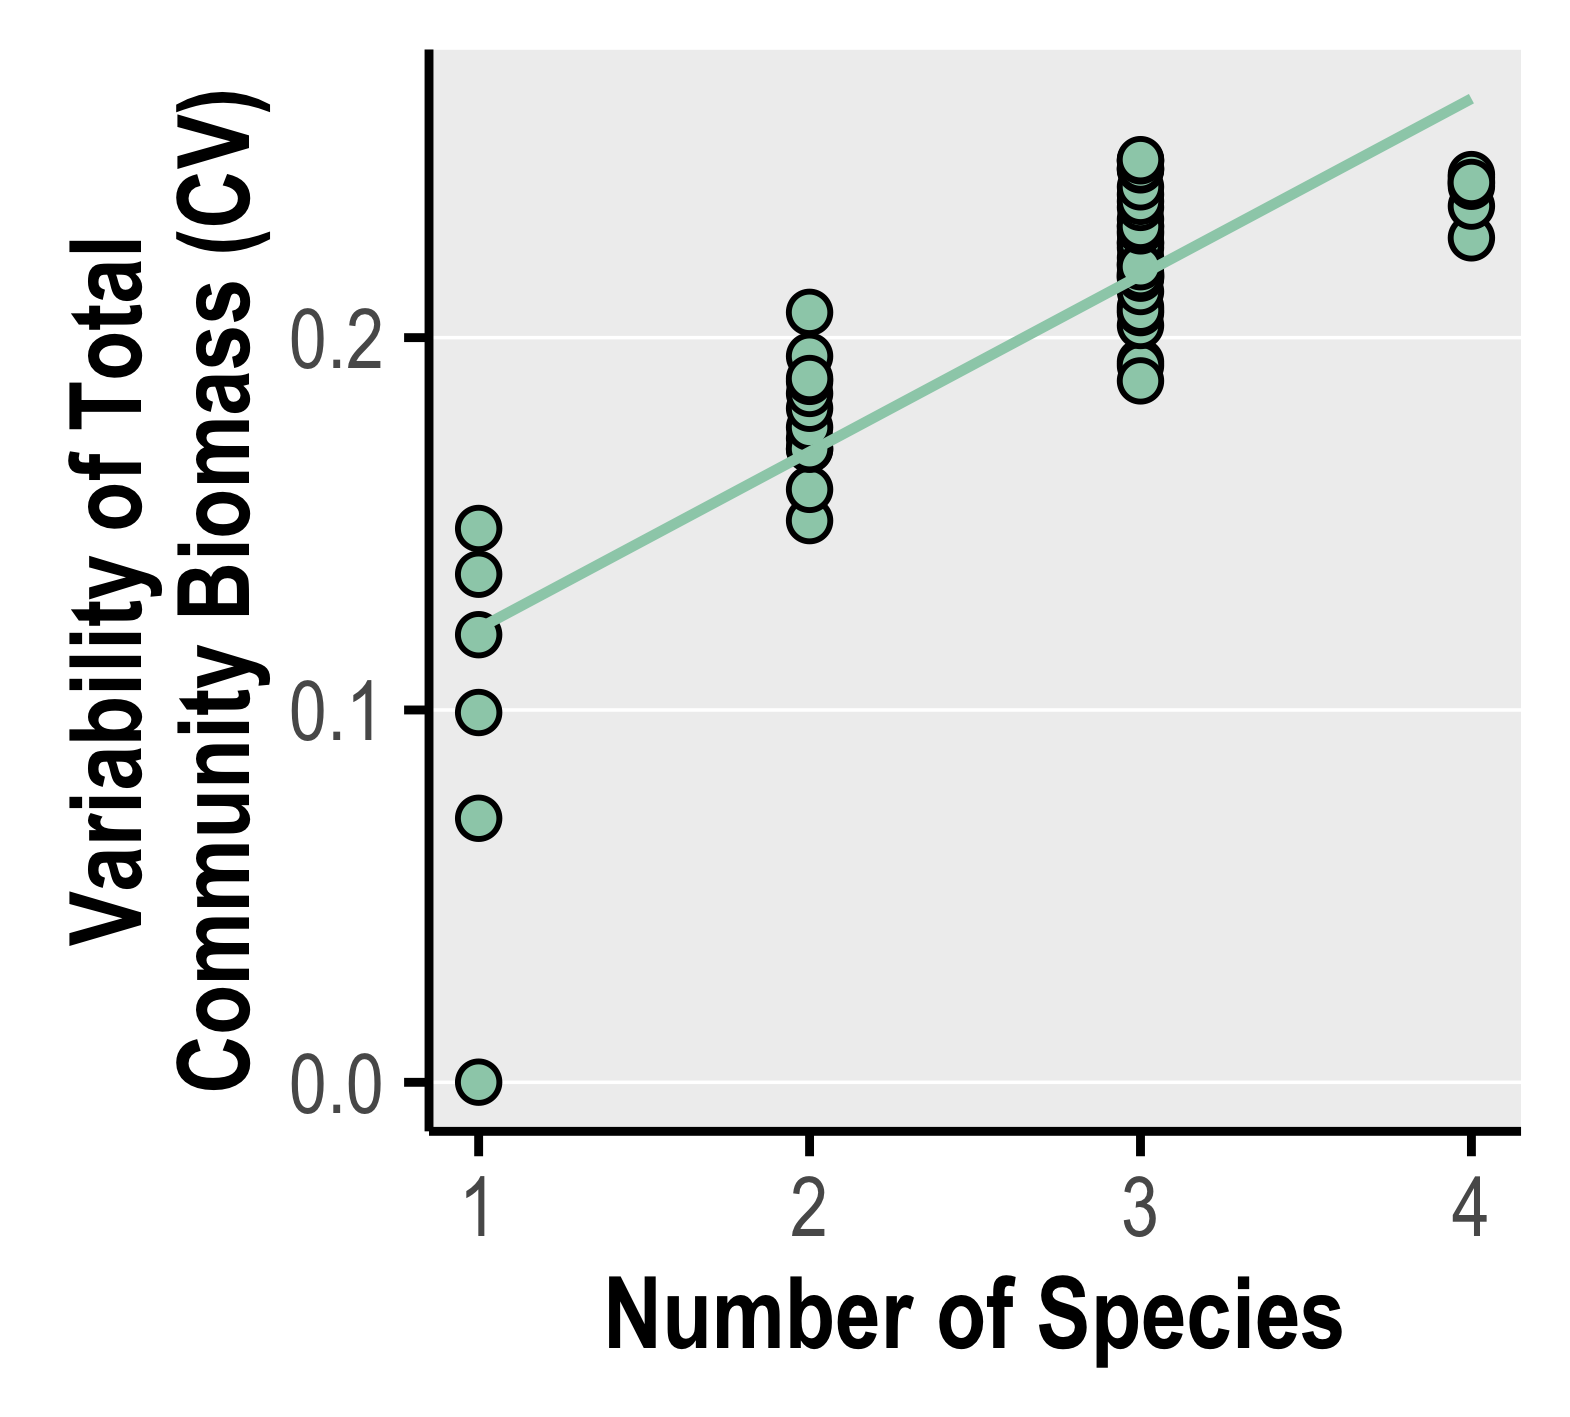 Variability of Total
Community Biomass (CV)
0.2
0.1
0.0
1 2 3 4
Number of Species